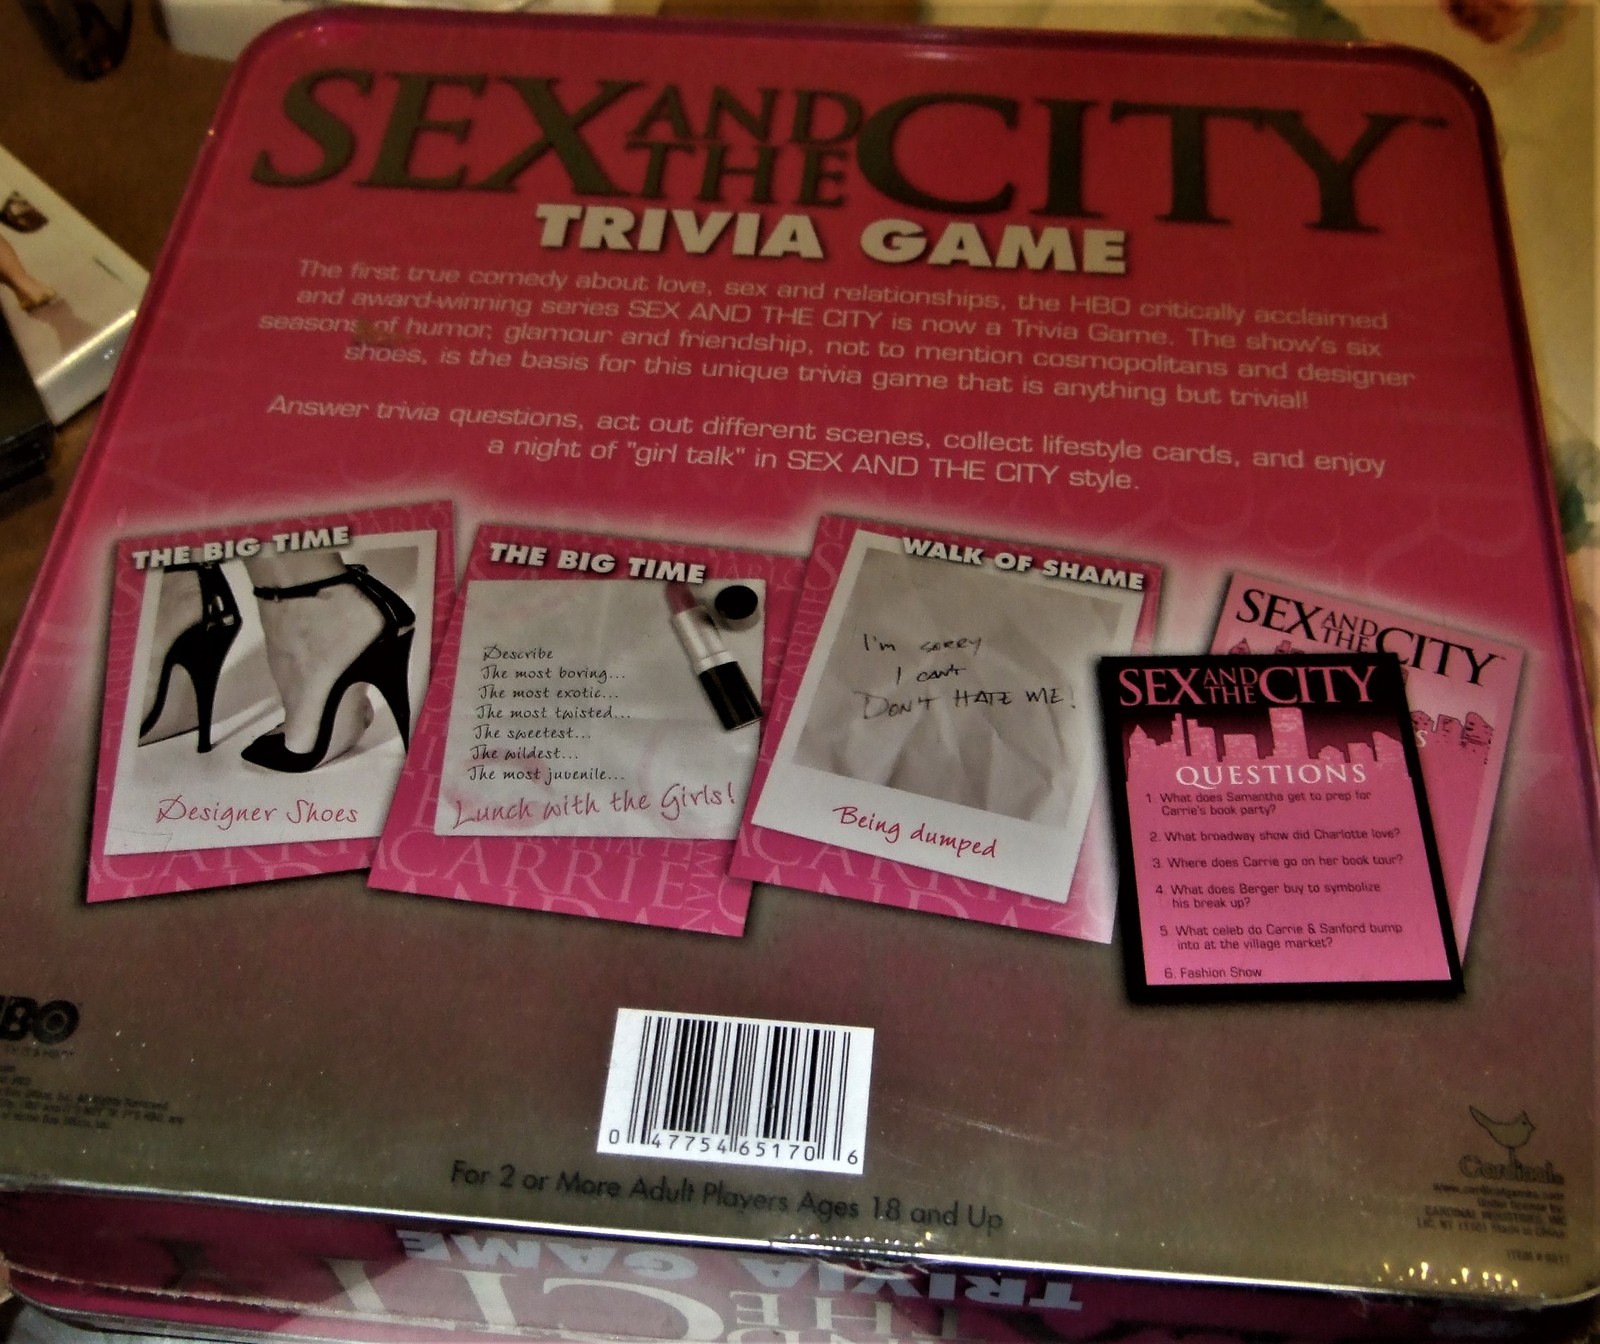 SEX AND THE CITY
TRIVIA GAME
The first true comedy about love, sex and relationships, the HBO critically acclaimed
and award-winning series SEX AND THE CITY is now a Trivia Game. The show's six
seasons of humor, glamour and friendship, not to mention cosmopolitans and designer
shoes, is the basis for this unique trivia game that is anything but trivial!
Answer trivia questions, act out different scenes, collect lifestyle cards, and enjoy
a night of "girl talk" in SEX AND THE CITY style.
THE BIG TIME
Designer Shoes
THE BIG TIME
Describe
The most boring...
The most exotic...
The most twisted...
The sweetest...
The wildest...
The most juvenile...
Lunch with the Girls!
CARRIE
WALK OF SHAME
I'm sorry
I can't
DON'T HATE ME!
Being dumped
SEX AND THE CITY
SEX AND THE CITY
QUESTIONS
1. What does Samantha get to prep for
Carrie's book party?
2. What broadway show did Charlotte love?
3. Where does Carrie go on her book tour?
4. What does Berger buy to symbolize
his break up?
5. What celeb do Carrie & Sanford bump
into at the village market?
6. Fashion Show
BO
0 47754 65170 6
For 2 or More Adult Players Ages 18 and Up
Cardinal
www.cardinalgames.com
CARDINAL INDUSTRIES, INC
TRIVIA GAME
THE CITY